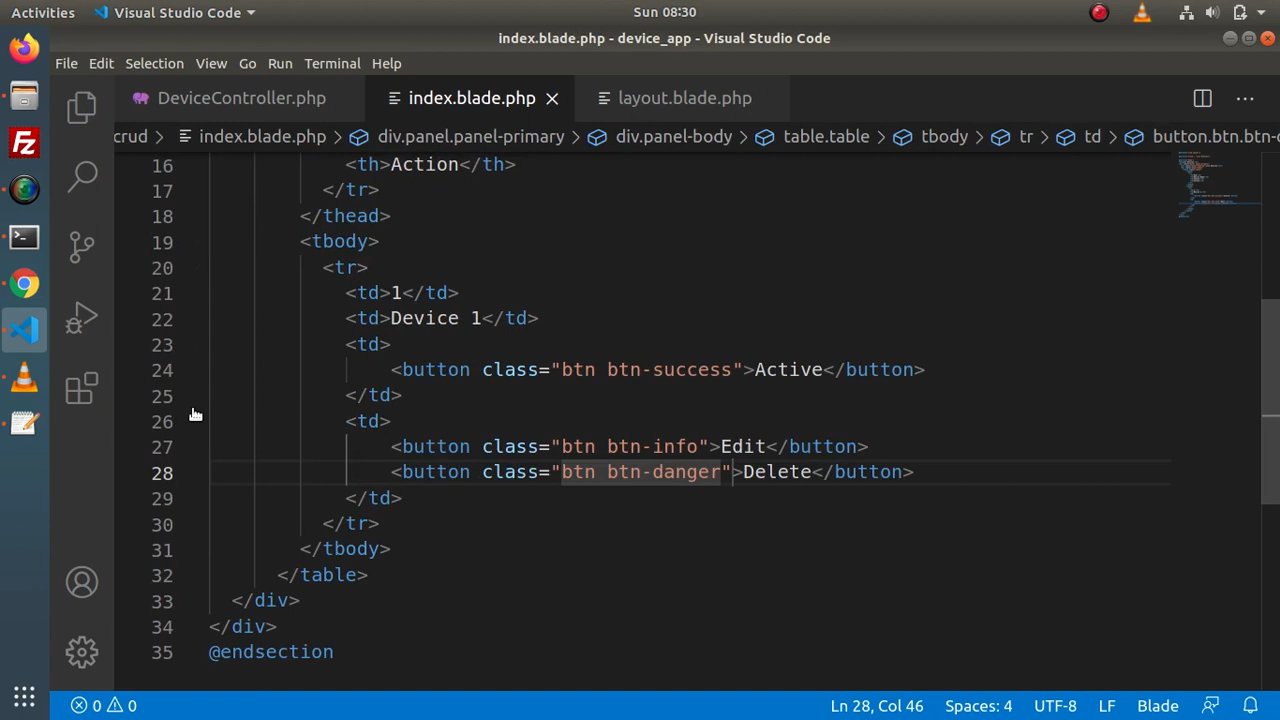 Activities Visual Studio Code Sun 08:30
index.blade.php - device_app - Visual Studio Code
File Edit Selection View Go Run Terminal Help
DeviceController.php index.blade.php layout.blade.php
crud > index.blade.php > div.panel.panel-primary > div.panel-body > table.table > tbody > tr > td > button.btn.btn-
16 <th>Action</th>
17 </tr>
18 </thead>
19 <tbody>
20 <tr>
21 <td>1</td>
22 <td>Device 1</td>
23 <td>
24 <button class="btn btn-success">Active</button>
25 </td>
26 <td>
27 <button class="btn btn-info">Edit</button>
28 <button class="btn btn-danger">Delete</button>
29 </td>
30 </tr>
31 </tbody>
32 </table>
33 </div>
34 </div>
35 @endsection
0 0 Ln 28, Col 46 Spaces: 4 UTF-8 LF Blade